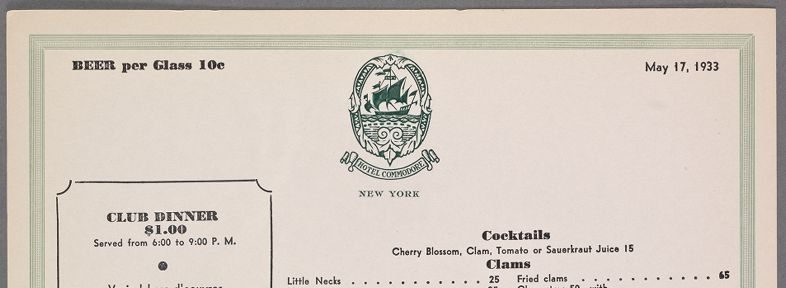 BEER per Glass 10c
May 17, 1933
HOTEL COMMODORE
NEW YORK
CLUB DINNER
$1.00
Served from 6:00 to 9:00 P. M.
Cocktails
Cherry Blossom, Clam, Tomato or Sauerkraut Juice 15
Clams
Little Necks . . . . . . . . . . . 25
Fried clams . . . . . . . . . . . 65